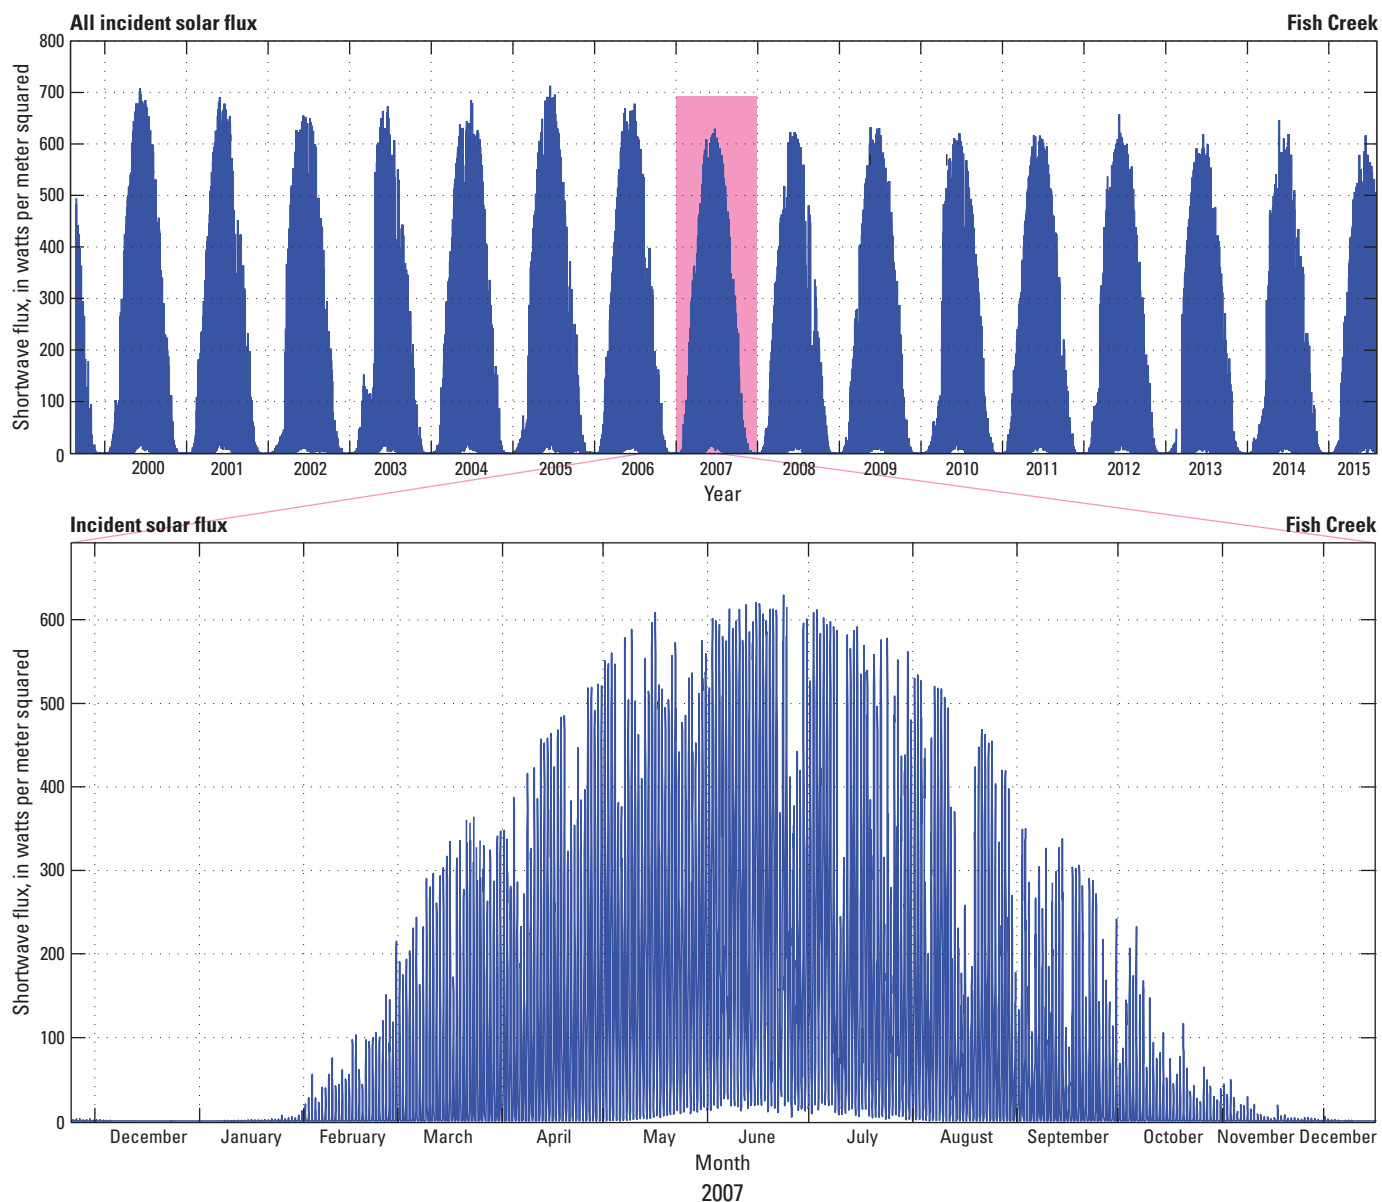 All incident solar flux Fish Creek
Shortwave flux, in watts per meter squared
800
700
600
500
400
300
200
100
0
2000 2001 2002 2003 2004 2005 2006 2007 2008 2009 2010 2011 2012 2013 2014 2015
Year
Incident solar flux Fish Creek
Shortwave flux, in watts per meter squared
600
500
400
300
200
100
0
December January February March April May June July August September October November December
Month
2007